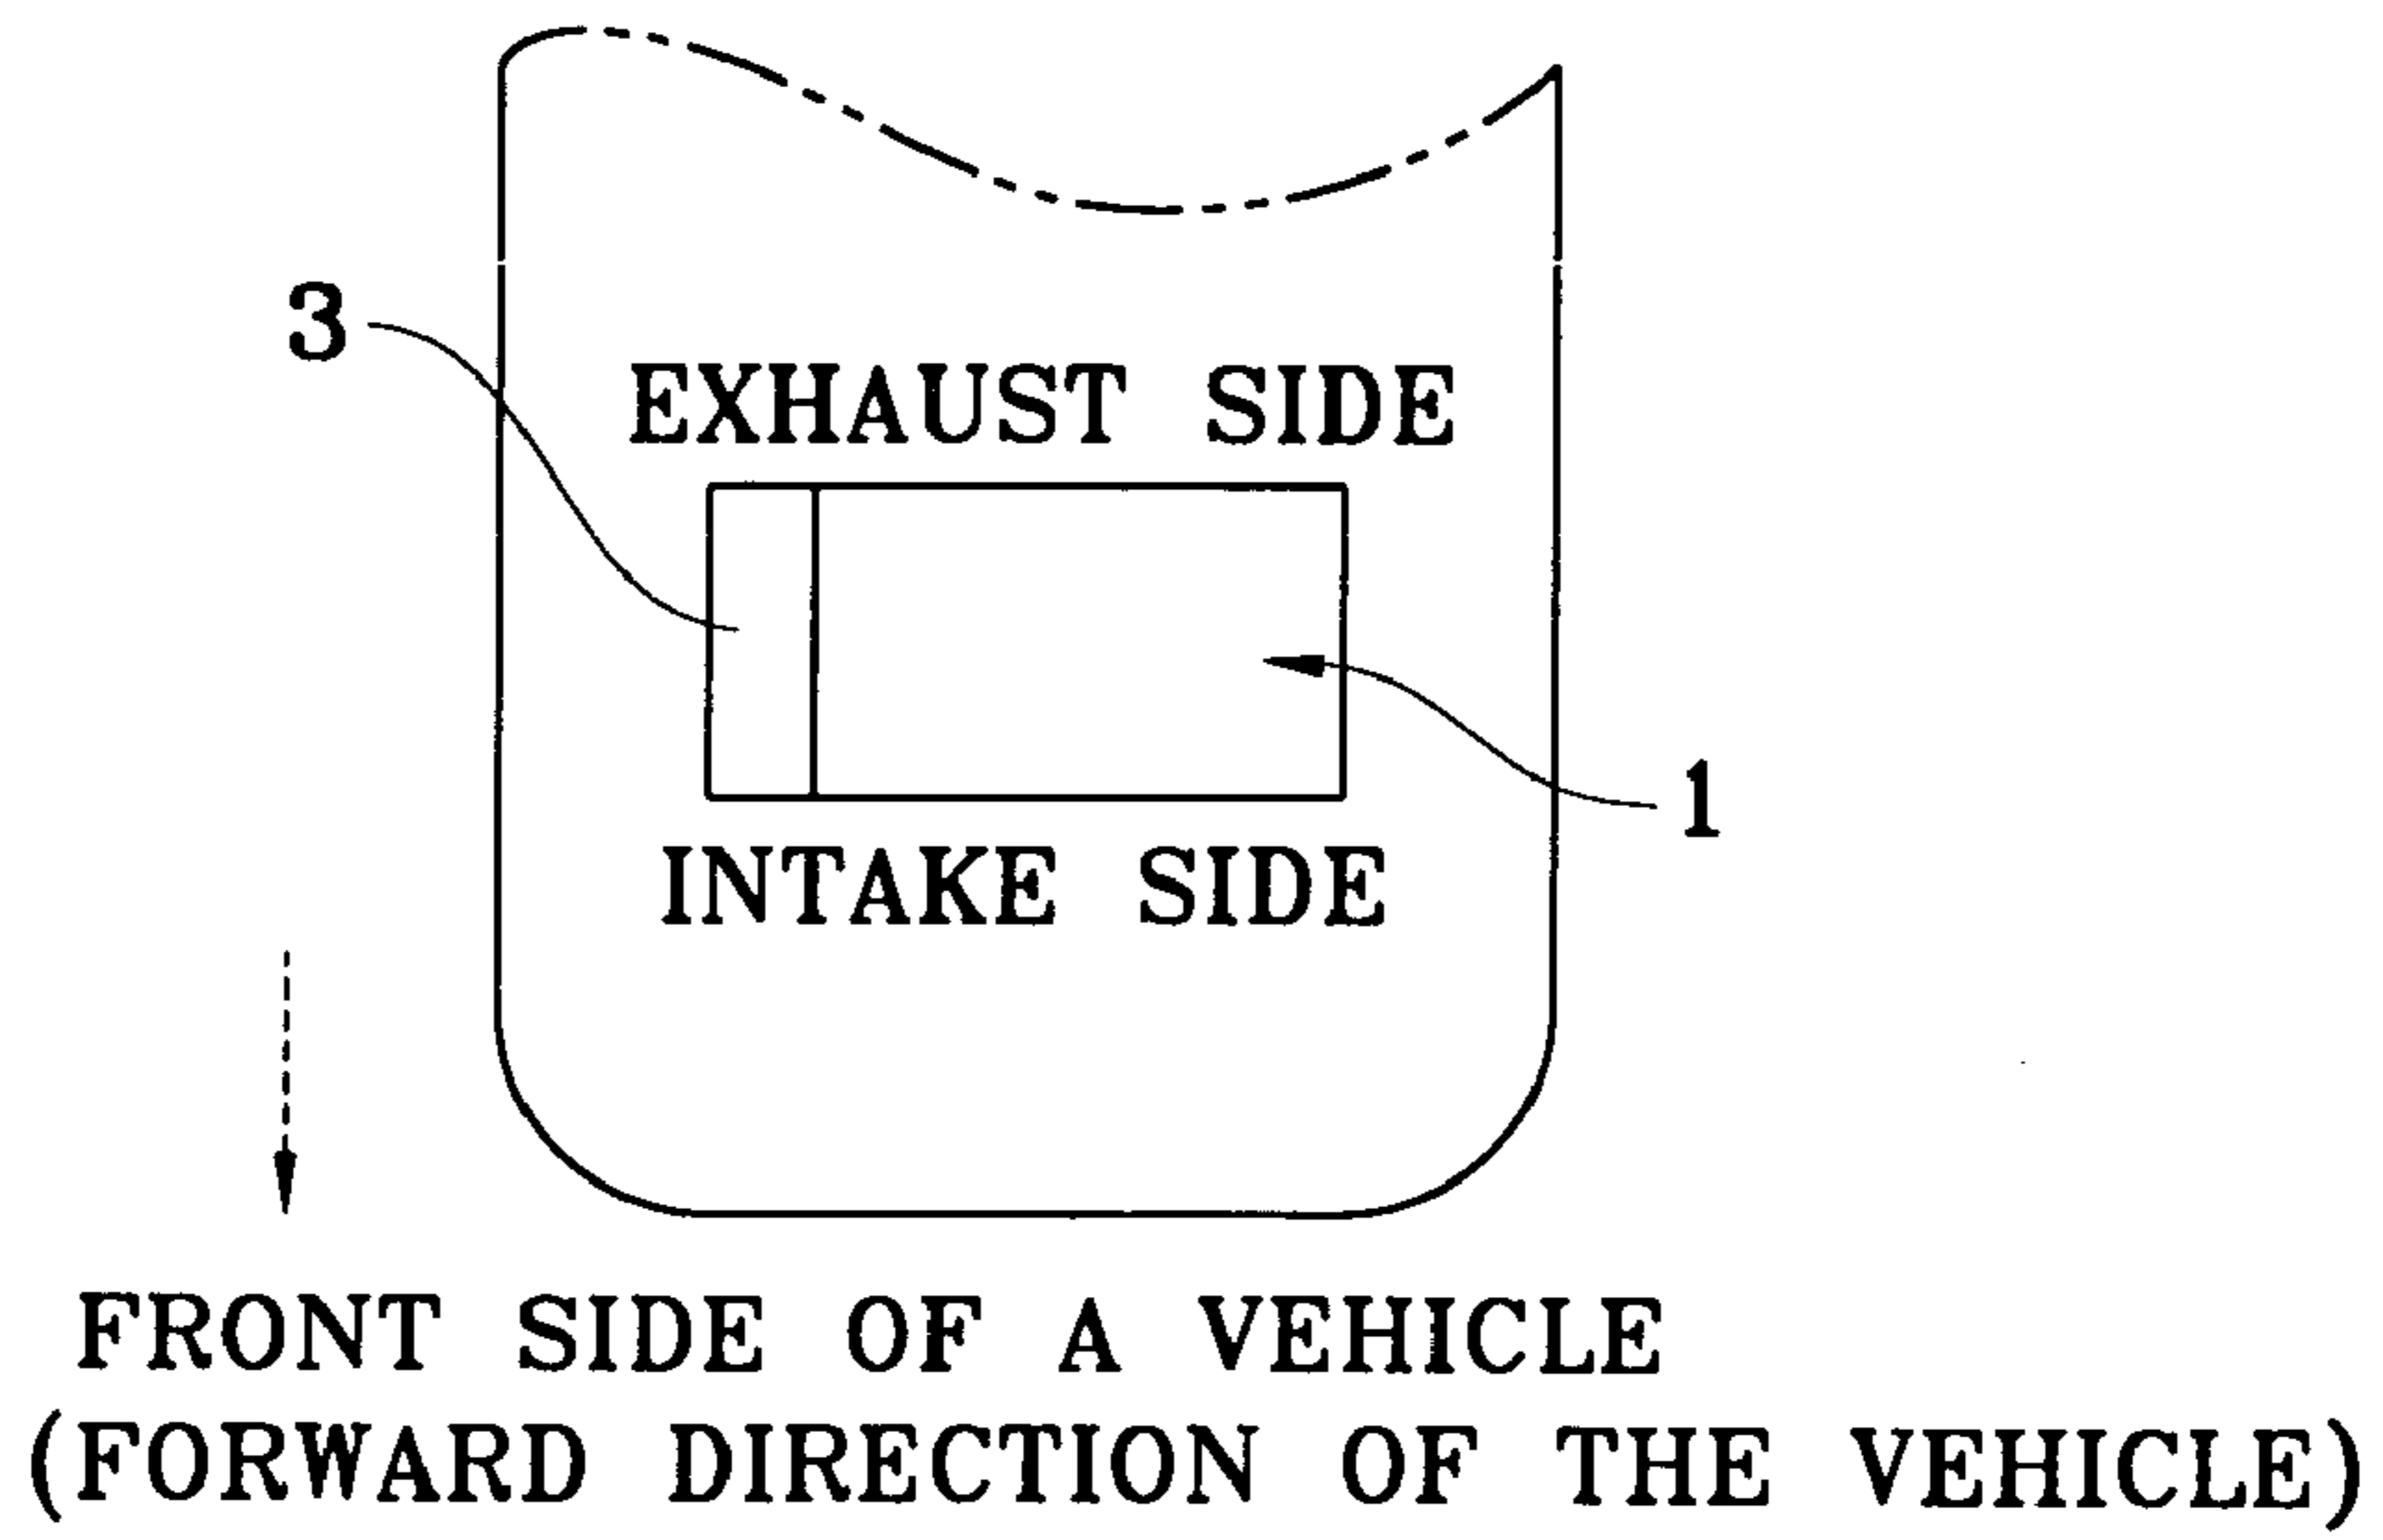 3
EXHAUST SIDE
1
INTAKE SIDE
FRONT SIDE OF A VEHICLE
(FORWARD DIRECTION OF THE VEHICLE)